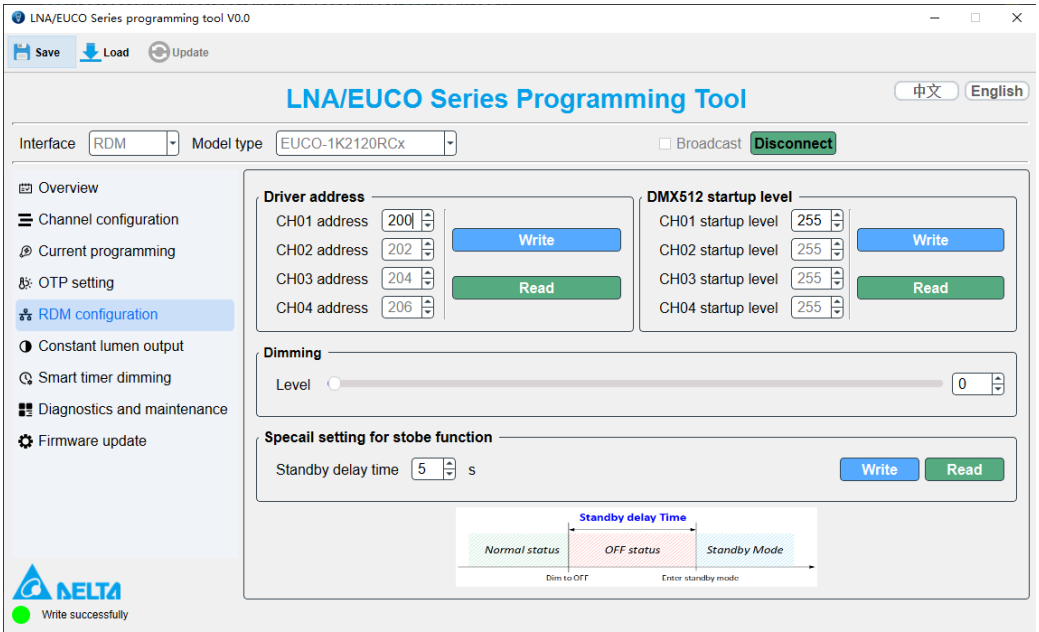 LNA/EUCO Series programming tool V0.0
Save Load Update
LNA/EUCO Series Programming Tool
中文 English
Interface RDM Model type EUCO-1K2120RCx Broadcast Disconnect
Overview
Channel configuration
Current programming
OTP setting
RDM configuration
Constant lumen output
Smart timer dimming
Diagnostics and maintenance
Firmware update
Driver address
CH01 address 200
CH02 address 202
CH03 address 204
CH04 address 206
Write
Read
DMX512 startup level
CH01 startup level 255
CH02 startup level 255
CH03 startup level 255
CH04 startup level 255
Write
Read
Dimming
Level 0
Specail setting for stobe function
Standby delay time 5 s Write Read
Standby delay Time
Normal status OFF status Standby Mode
Dim to OFF Enter standby mode
DELTA
Write successfully